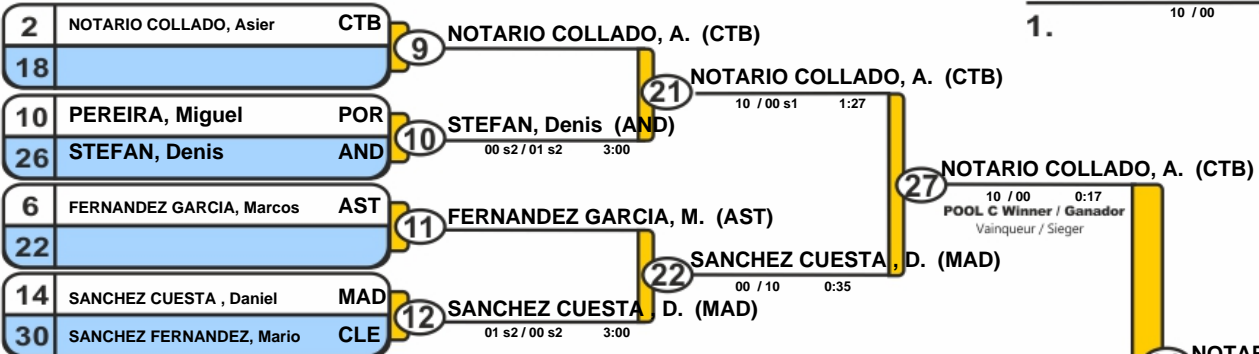 2 NOTARIO COLLADO, Asier CTB
18
10 PEREIRA, Miguel POR
26 STEFAN, Denis AND
6 FERNANDEZ GARCIA, Marcos AST
22
14 SANCHEZ CUESTA , Daniel MAD
30 SANCHEZ FERNANDEZ, Mario CLE
9 NOTARIO COLLADO, A. (CTB)
10 STEFAN, Denis (AND)
00 s2 / 01 s2 3:00
11 FERNANDEZ GARCIA, M. (AST)
12 SANCHEZ CUESTA , D. (MAD)
01 s2 / 00 s2 3:00
21 NOTARIO COLLADO, A. (CTB)
10 / 00 s1 1:27
22 SANCHEZ CUESTA , D. (MAD)
00 / 10 0:35
27 NOTARIO COLLADO, A. (CTB)
10 / 00 0:17
POOL C Winner / Ganador
Vainqueur / Sieger
10 / 00
1.
NOTAR